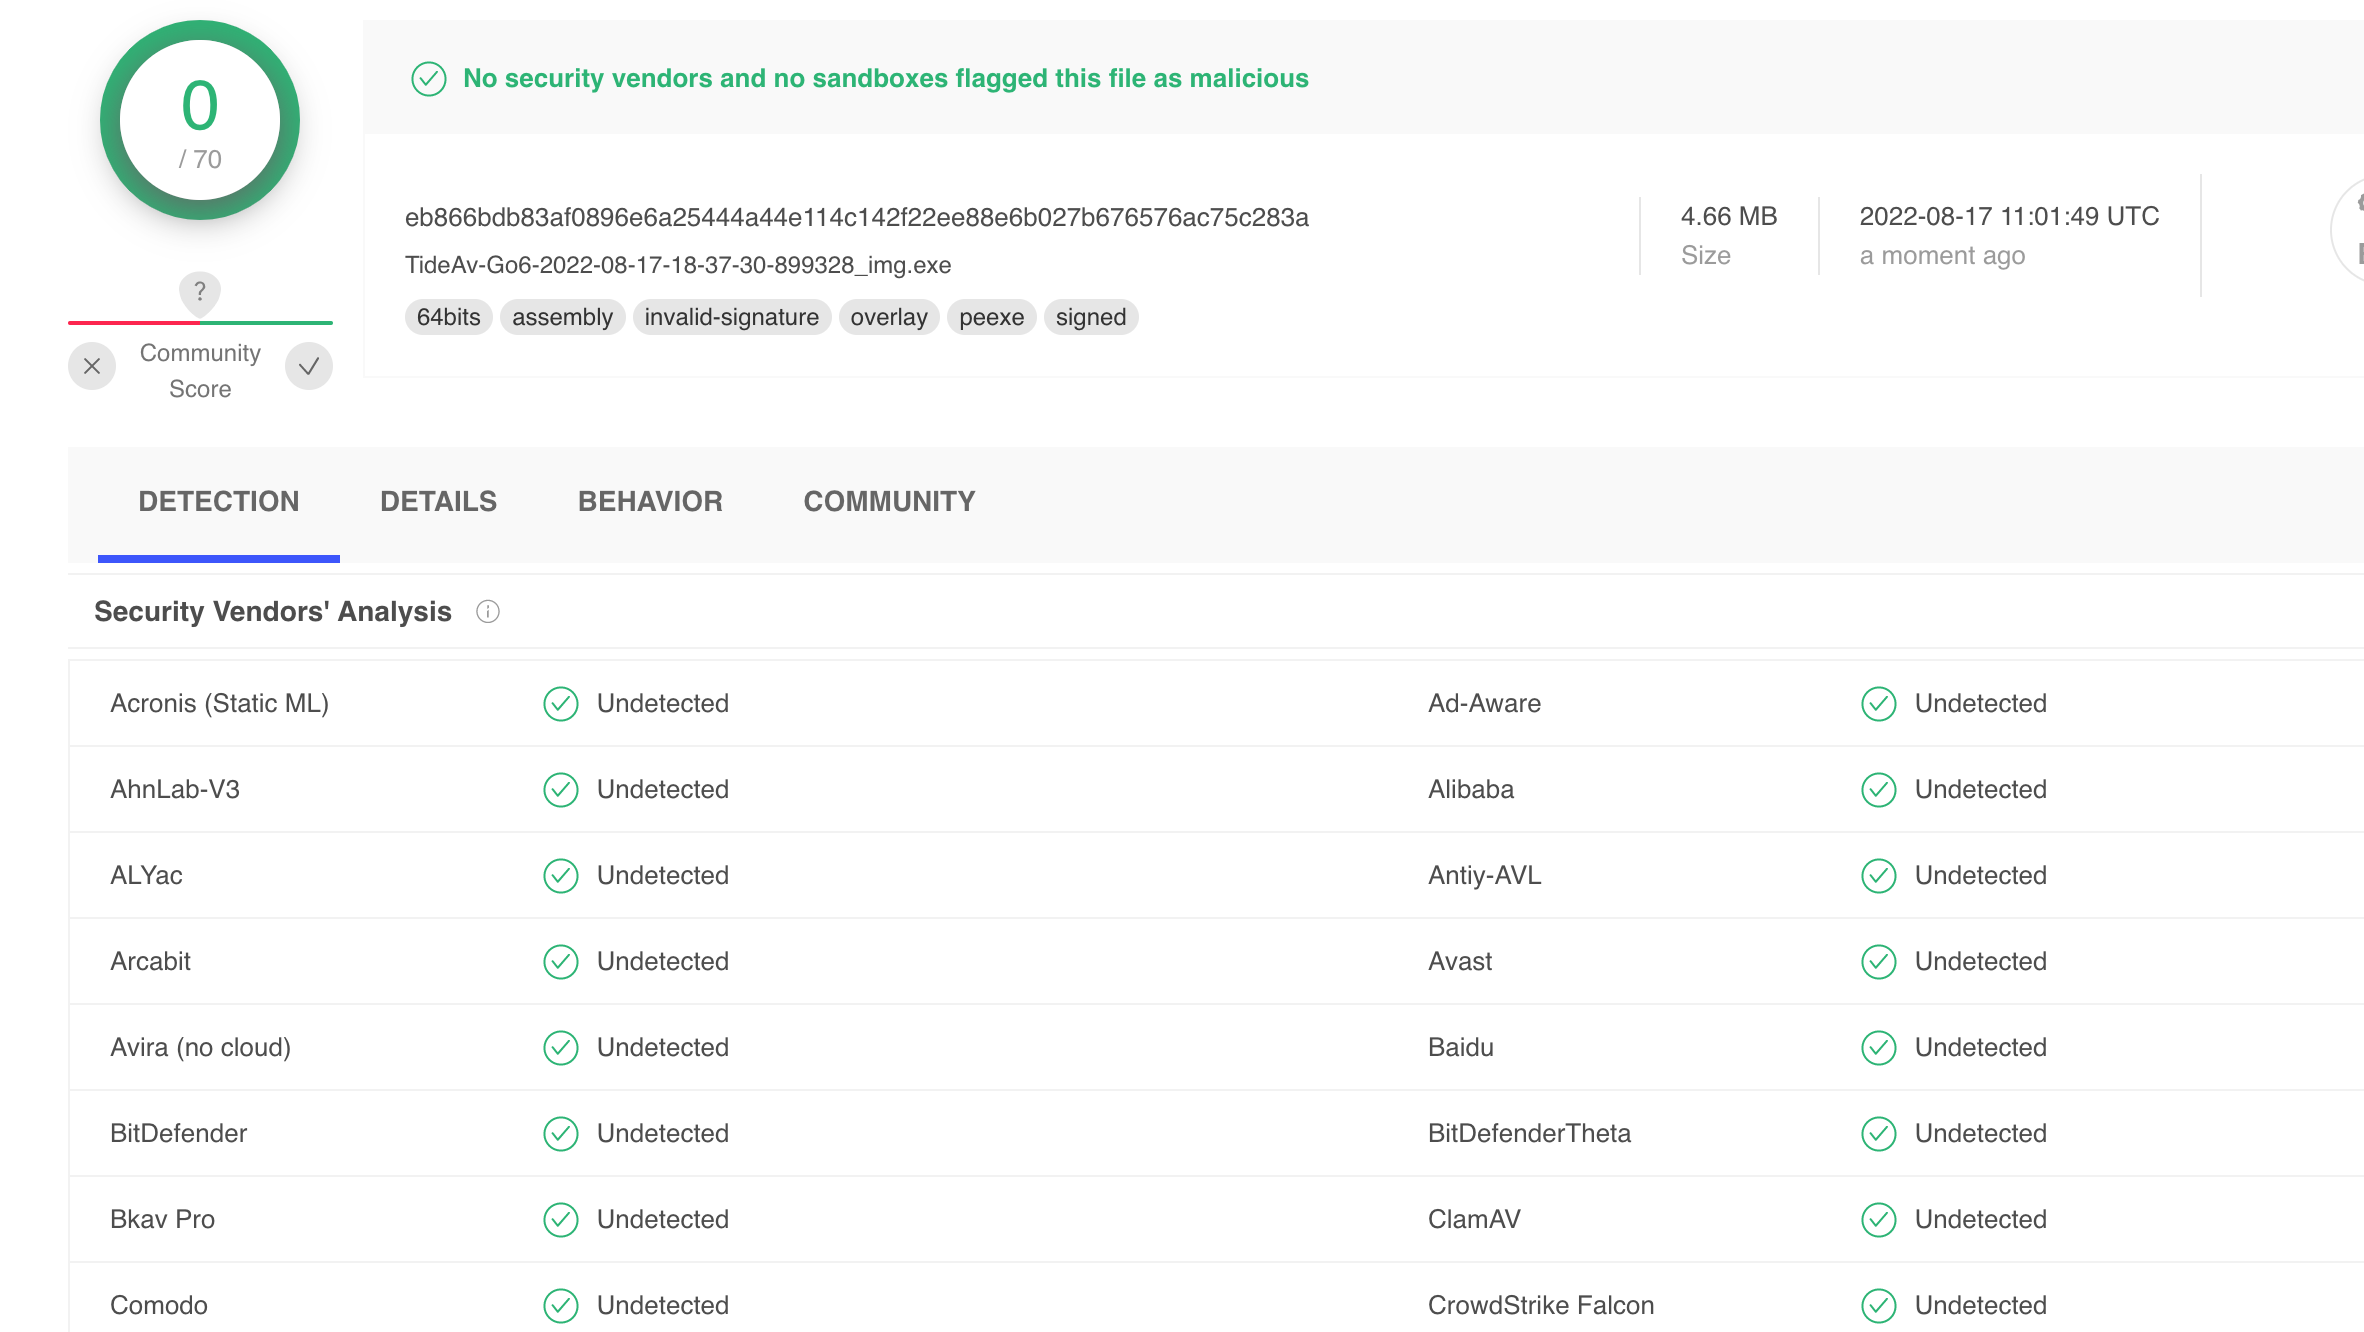 0
/ 70
?
Community
Score
No security vendors and no sandboxes flagged this file as malicious
eb866bdb83af0896e6a25444a44e114c142f22ee88e6b027b676576ac75c283a
TideAv-Go6-2022-08-17-18-37-30-899328_img.exe
64bits assembly invalid-signature overlay peexe signed
4.66 MB
Size
2022-08-17 11:01:49 UTC
a moment ago
DETECTION DETAILS BEHAVIOR COMMUNITY
Security Vendors' Analysis
Acronis (Static ML) Undetected Ad-Aware Undetected
AhnLab-V3 Undetected Alibaba Undetected
ALYac Undetected Antiy-AVL Undetected
Arcabit Undetected Avast Undetected
Avira (no cloud) Undetected Baidu Undetected
BitDefender Undetected BitDefenderTheta Undetected
Bkav Pro Undetected ClamAV Undetected
Comodo Undetected CrowdStrike Falcon Undetected